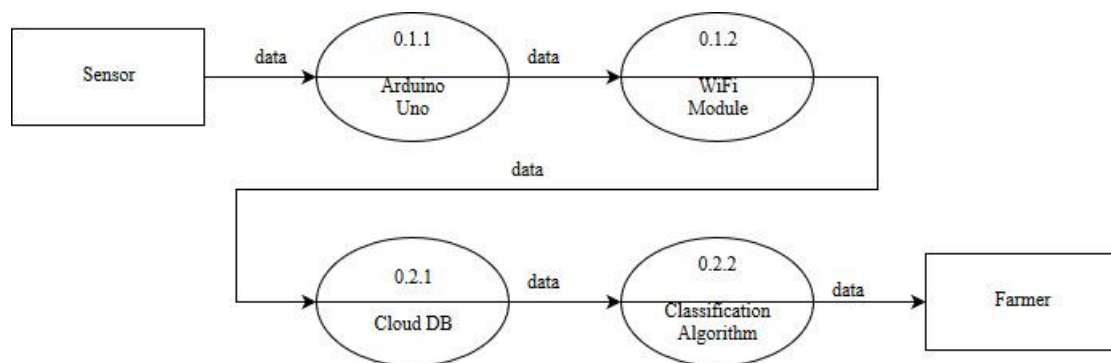 0.1.1
0.1.2
data
data
Sensor
Arduino
Uno
WiFi
Module
data
0.2.1
0.2.2
data
data
Cloud DB
Classification
Algorithm
Farmer